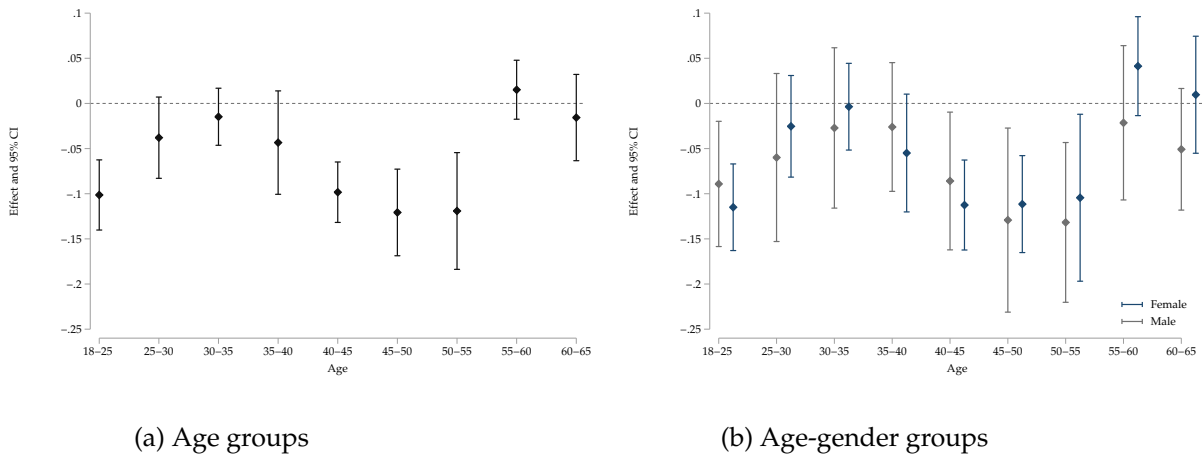 .1
.05
0
−.05
−.1
−.15
−.2
−.25
Effect and 95% CI
18–25 25–30 30–35 35–40 40–45 45–50 50–55 55–60 60–65
Age
(a) Age groups
.1
.05
0
−.05
−.1
−.15
−.2
−.25
Effect and 95% CI
Female
Male
18–25 25–30 30–35 35–40 40–45 45–50 50–55 55–60 60–65
Age
(b) Age-gender groups